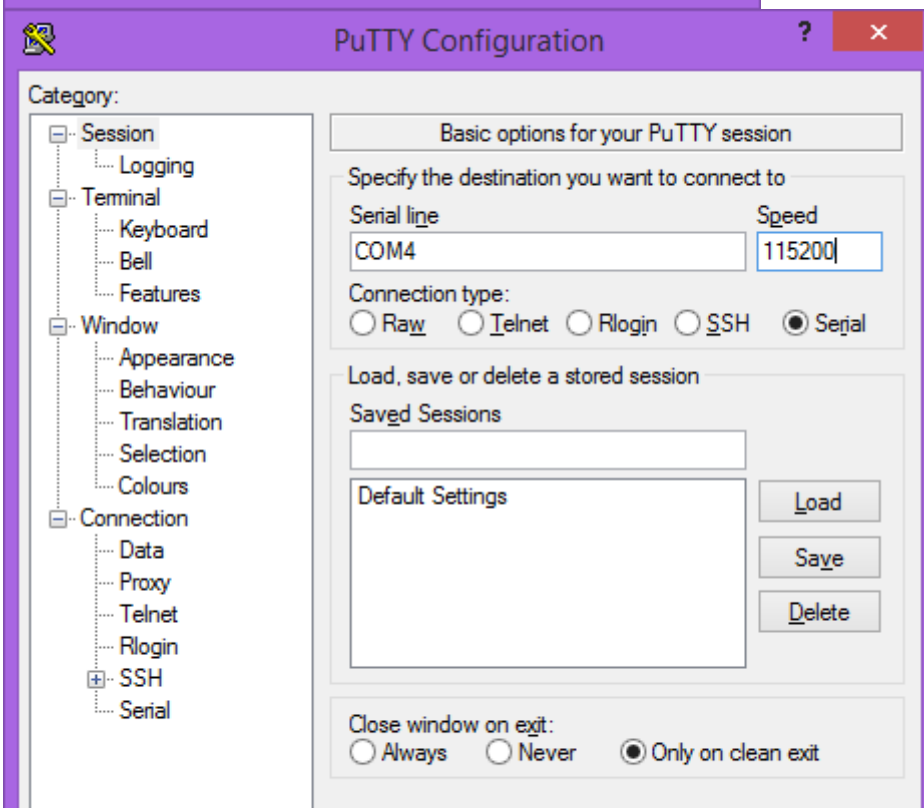 PuTTY Configuration ? ×
Category:
Session
Logging
Terminal
Keyboard
Bell
Features
Window
Appearance
Behaviour
Translation
Selection
Colours
Connection
Data
Proxy
Telnet
Rlogin
SSH
Serial
Basic options for your PuTTY session
Specify the destination you want to connect to
Serial line Speed
COM4 115200
Connection type:
Raw Telnet Rlogin SSH Serial
Load, save or delete a stored session
Saved Sessions
Default Settings
Load
Save
Delete
Close window on exit:
Always Never Only on clean exit